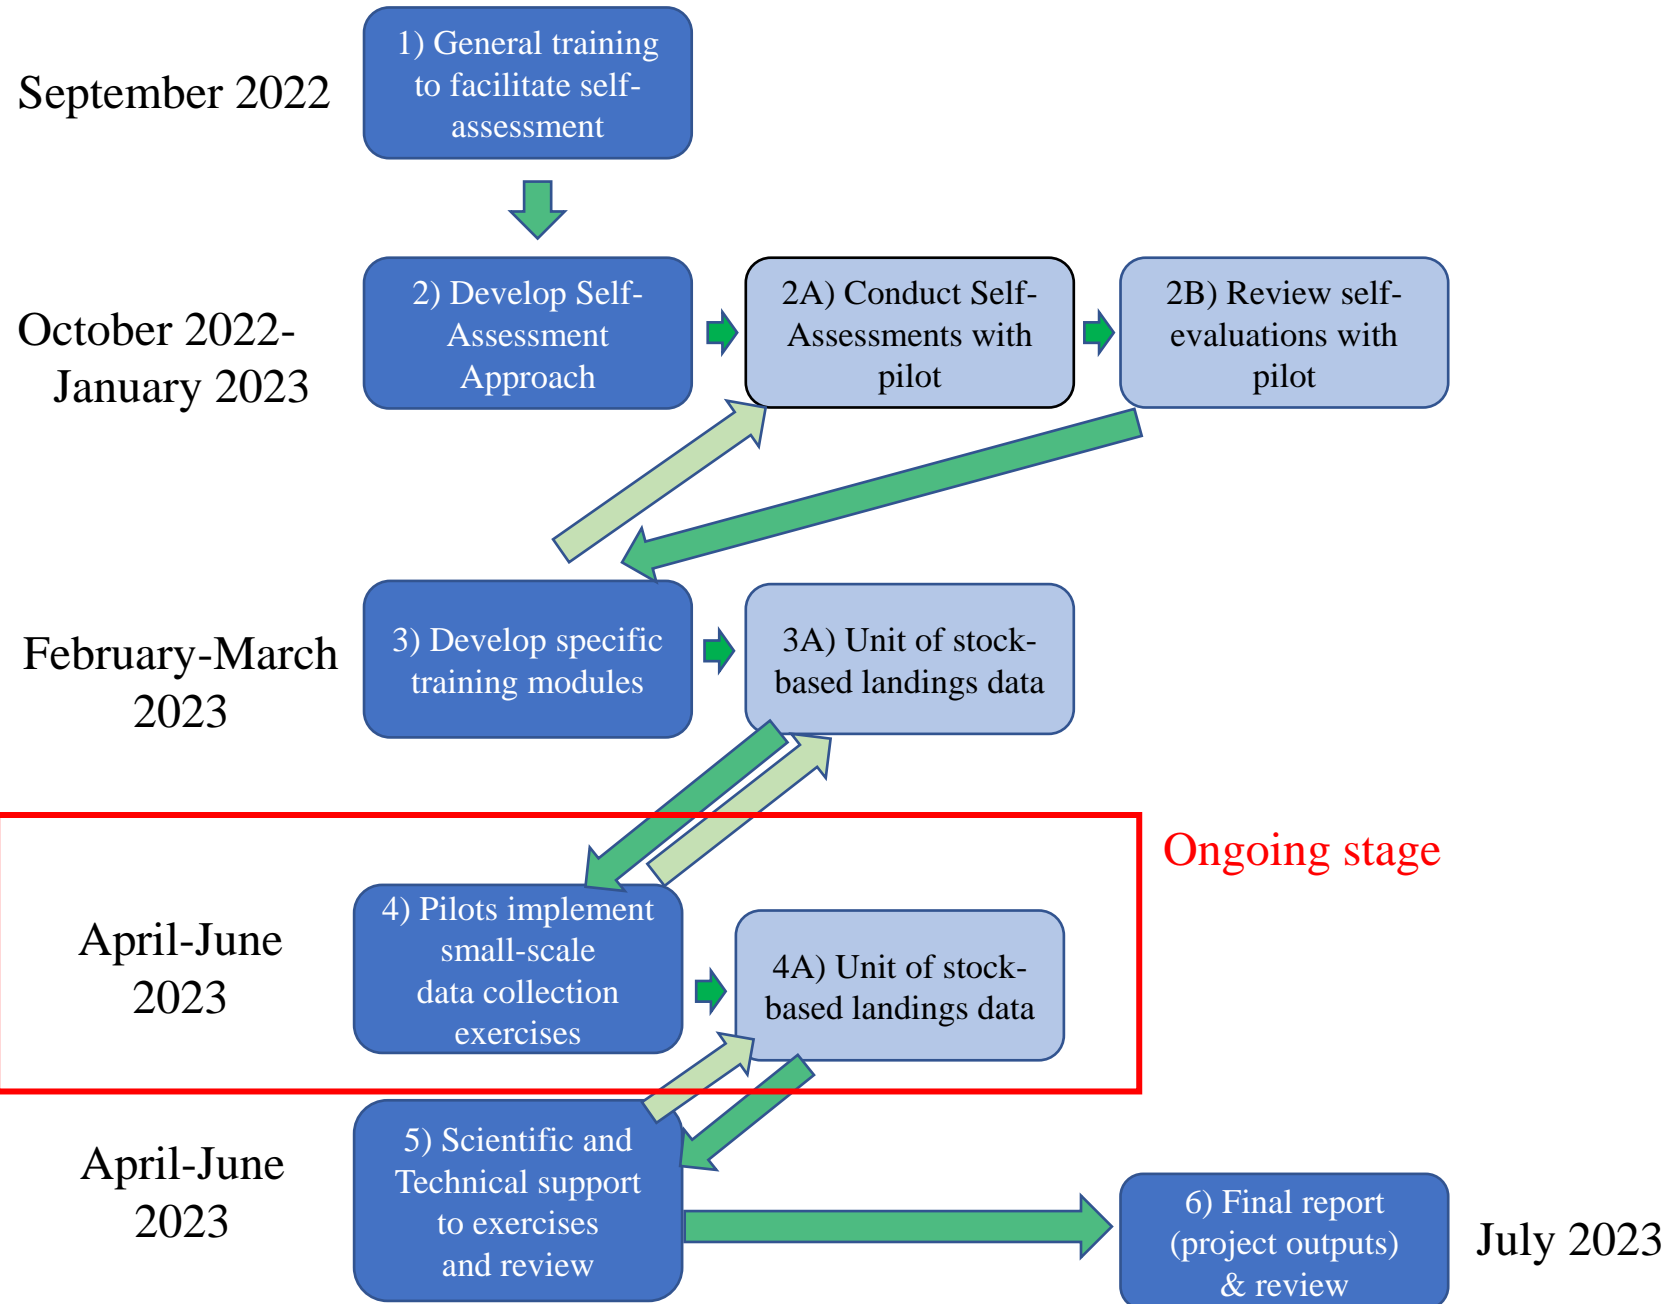 September 2022
1) General training
to facilitate self-
assessment
October 2022-
January 2023
2) Develop Self-
Assessment
Approach
2A) Conduct Self-
Assessments with
pilot
2B) Review self-
evaluations with
pilot
February-March
2023
3) Develop specific
training modules
3A) Unit of stock-
based landings data
Ongoing stage
April-June
2023
4) Pilots implement
small-scale
data collection
exercises
4A) Unit of stock-
based landings data
April-June
2023
5) Scientific and
Technical support
to exercises
and review
6) Final report
(project outputs)
& review
July 2023